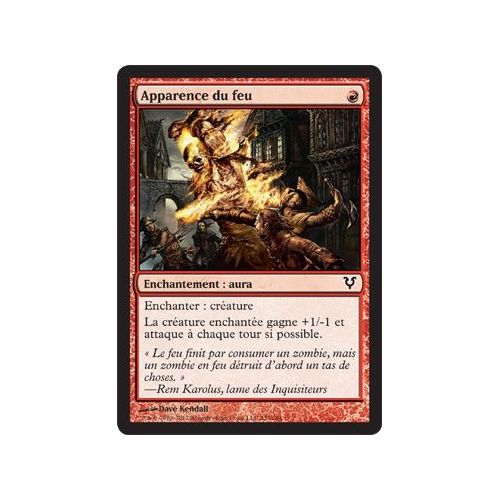 Apparence du feu
Enchantement : aura
Enchanter : créature
La créature enchantée gagne +1/-1 et
attaque à chaque tour si possible.
« Le feu finit par consumer un zombie, mais
un zombie en feu détruit d'abord un tas de
choses. »
—Rem Karolus, lame des Inquisiteurs
Dave Kendall